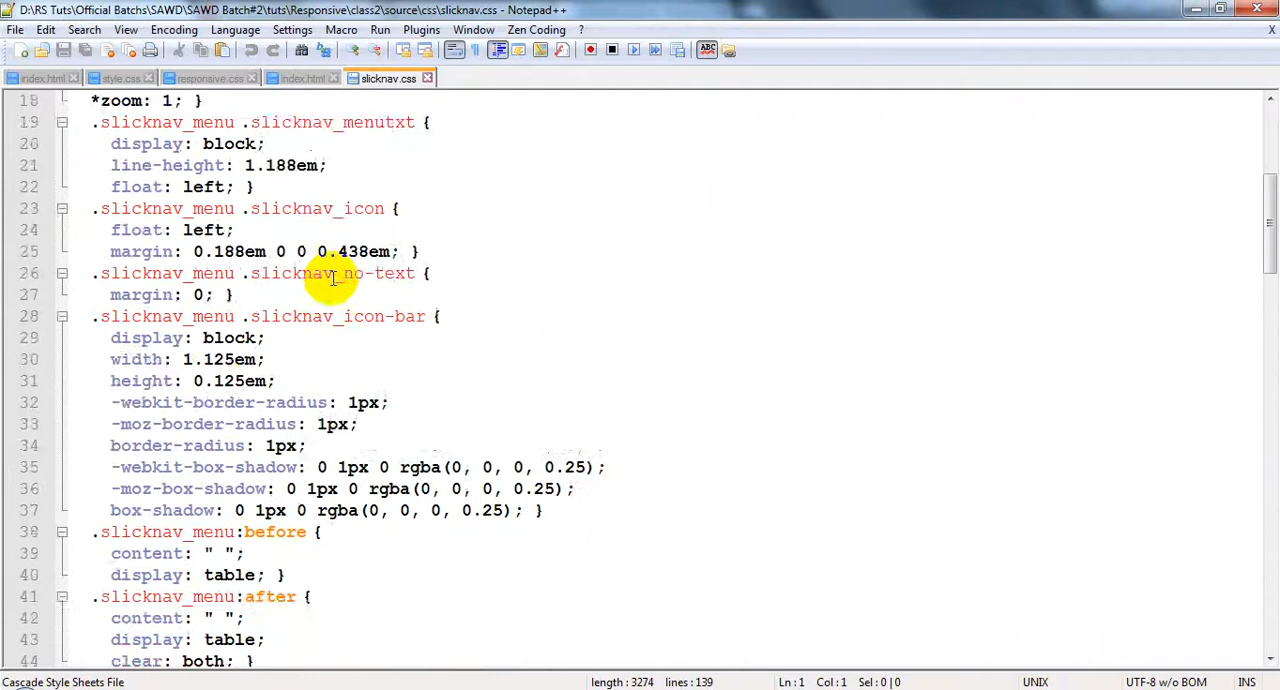 D:\RS Tuts\Official Batchs\SAWD\SAWD Batch#2\tuts\Responsive\class2\source\css\slicknav.css - Notepad++
File Edit Search View Encoding Language Settings Macro Run Plugins Window Zen Coding ? X
index.html style.css responsive.css index.html slicknav.css
18 *zoom: 1; }
19 .slicknav_menu .slicknav_menutxt {
20 display: block;
21 line-height: 1.188em;
22 float: left; }
23 .slicknav_menu .slicknav_icon {
24 float: left;
25 margin: 0.188em 0 0 0.438em; }
26 .slicknav_menu .slicknav_no-text {
27 margin: 0; }
28 .slicknav_menu .slicknav_icon-bar {
29 display: block;
30 width: 1.125em;
31 height: 0.125em;
32 -webkit-border-radius: 1px;
33 -moz-border-radius: 1px;
34 border-radius: 1px;
35 -webkit-box-shadow: 0 1px 0 rgba(0, 0, 0, 0.25);
36 -moz-box-shadow: 0 1px 0 rgba(0, 0, 0, 0.25);
37 box-shadow: 0 1px 0 rgba(0, 0, 0, 0.25); }
38 .slicknav_menu:before {
39 content: " ";
40 display: table; }
41 .slicknav_menu:after {
42 content: " ";
43 display: table;
44 clear: both; }
Cascade Style Sheets File length : 3274 lines : 139 Ln : 1 Col : 1 Sel : 0 | 0 UNIX UTF-8 w/o BOM INS